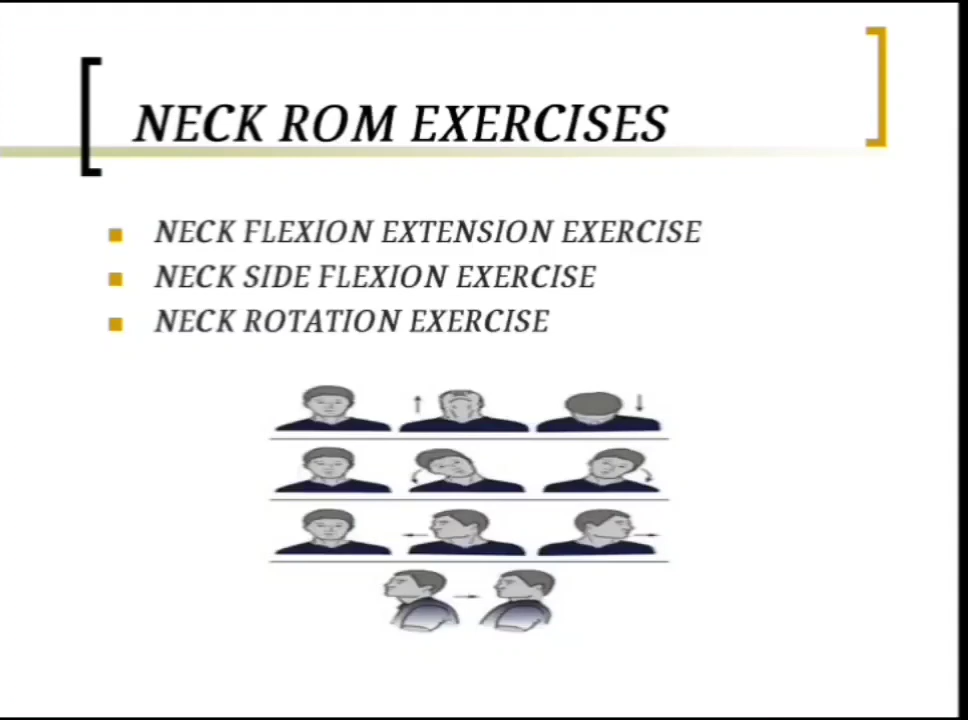 NECK ROM EXERCISES
NECK FLEXION EXTENSION EXERCISE
NECK SIDE FLEXION EXERCISE
NECK ROTATION EXERCISE